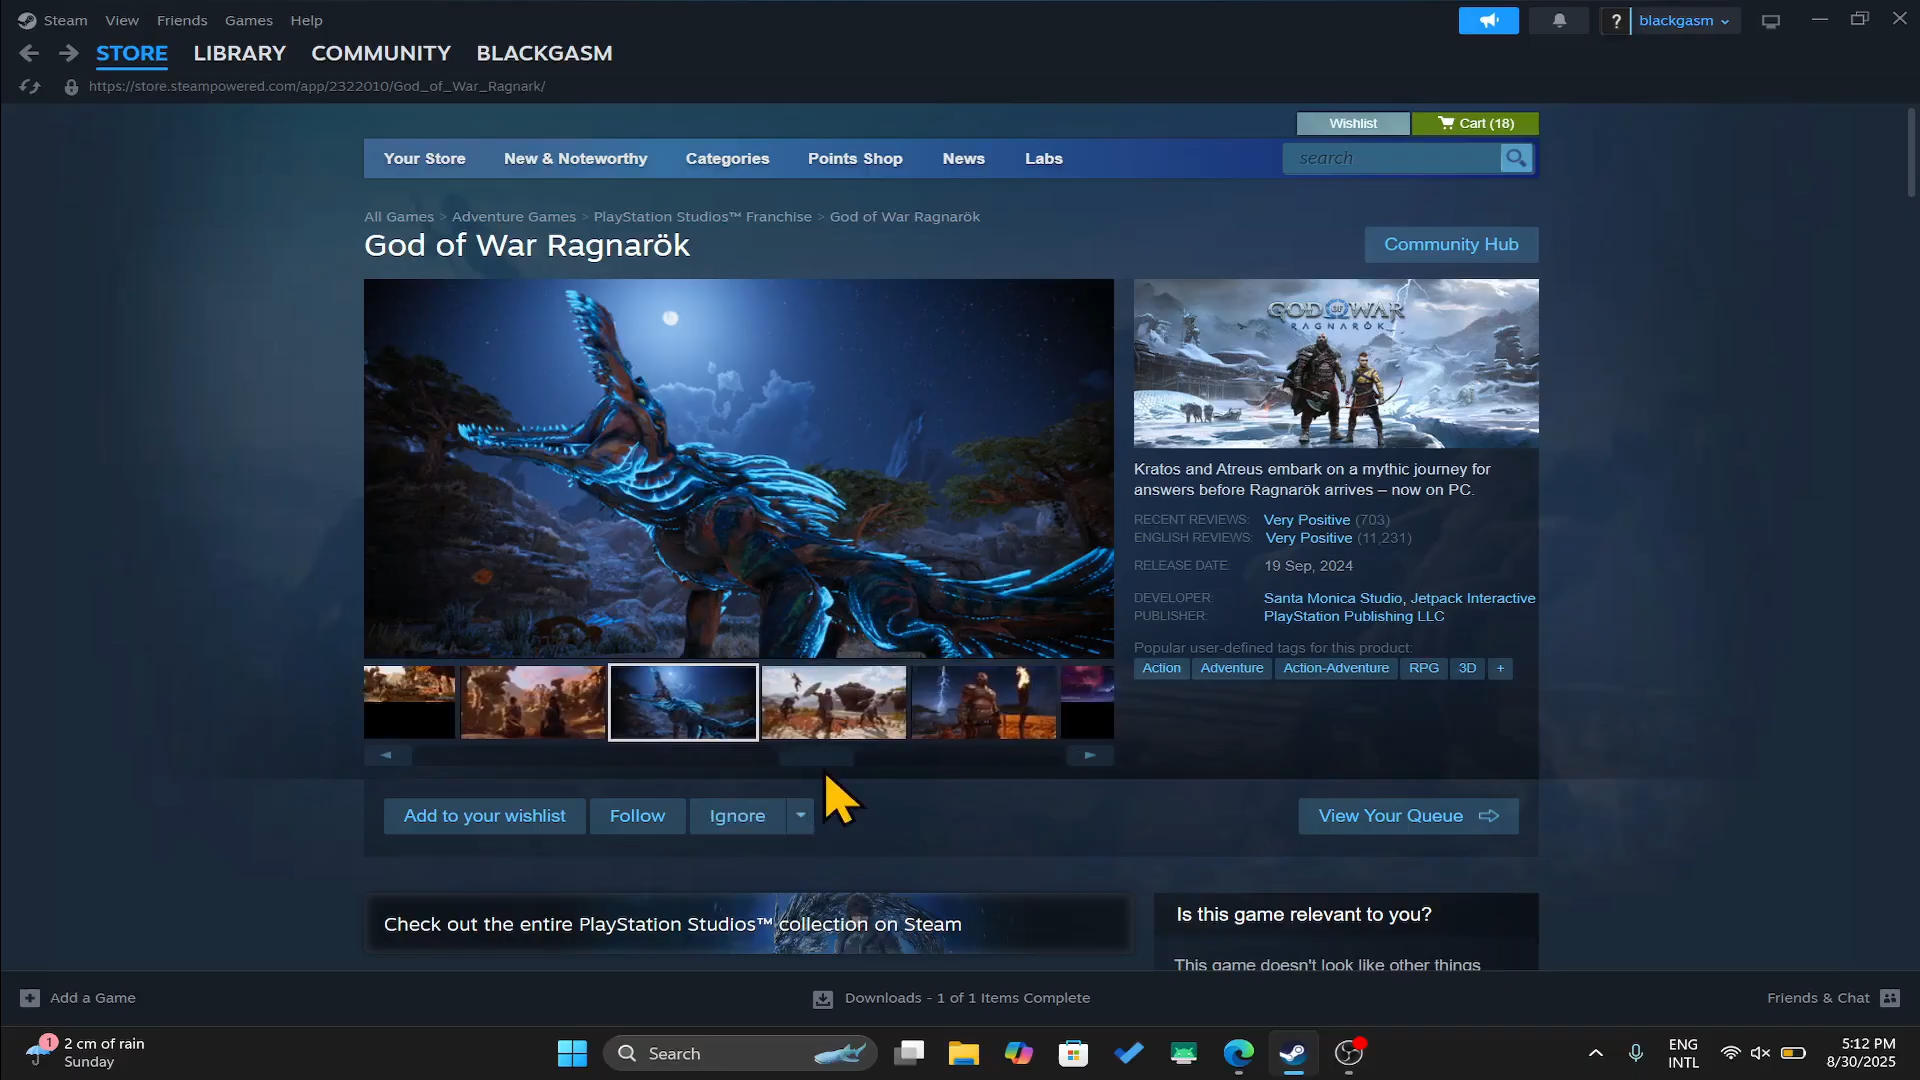 Steam View Friends Games Help
? blackgasm
STORE LIBRARY COMMUNITY BLACKGASM
https://store.steampowered.com/app/2322010/God_of_War_Ragnark/
Wishlist Cart (18)
Your Store New & Noteworthy Categories Points Shop News Labs search
All Games > Adventure Games > PlayStation Studios™ Franchise > God of War Ragnarök
God of War Ragnarök
Community Hub
GOD OF WAR
RAGNARÖK
Kratos and Atreus embark on a mythic journey for
answers before Ragnarök arrives – now on PC.
RECENT REVIEWS: Very Positive (703)
ENGLISH REVIEWS: Very Positive (11,231)
RELEASE DATE: 19 Sep, 2024
DEVELOPER: Santa Monica Studio, Jetpack Interactive
PUBLISHER: PlayStation Publishing LLC
Popular user-defined tags for this product:
Action Adventure Action-Adventure RPG 3D +
Add to your wishlist Follow Ignore View Your Queue
Check out the entire PlayStation Studios™ collection on Steam
Is this game relevant to you?
This game doesn't look like other things
Add a Game Downloads - 1 of 1 Items Complete Friends & Chat
1 2 cm of rain
Sunday
Search
ENG
INTL
5:12 PM
8/30/2025